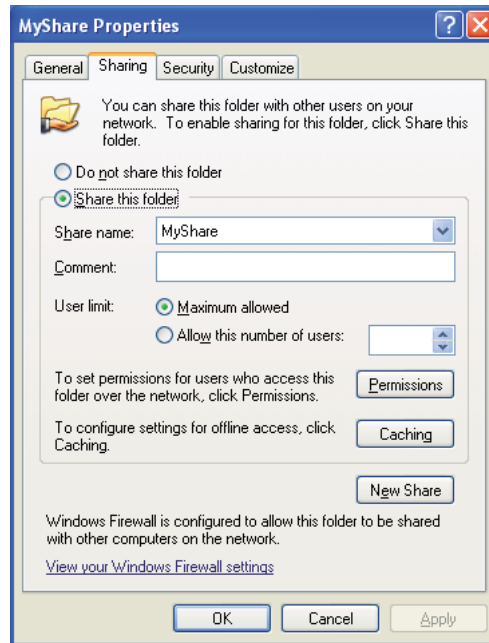 MyShare Properties
General Sharing Security Customize
You can share this folder with other users on your
network. To enable sharing for this folder, click Share this
folder.
Do not share this folder
Share this folder
Share name: MyShare
Comment:
User limit: Maximum allowed
Allow this number of users:
To set permissions for users who access this
folder over the network, click Permissions.
Permissions
To configure settings for offline access, click
Caching.
Caching
New Share
Windows Firewall is configured to allow this folder to be shared
with other computers on the network.
View your Windows Firewall settings
OK Cancel Apply